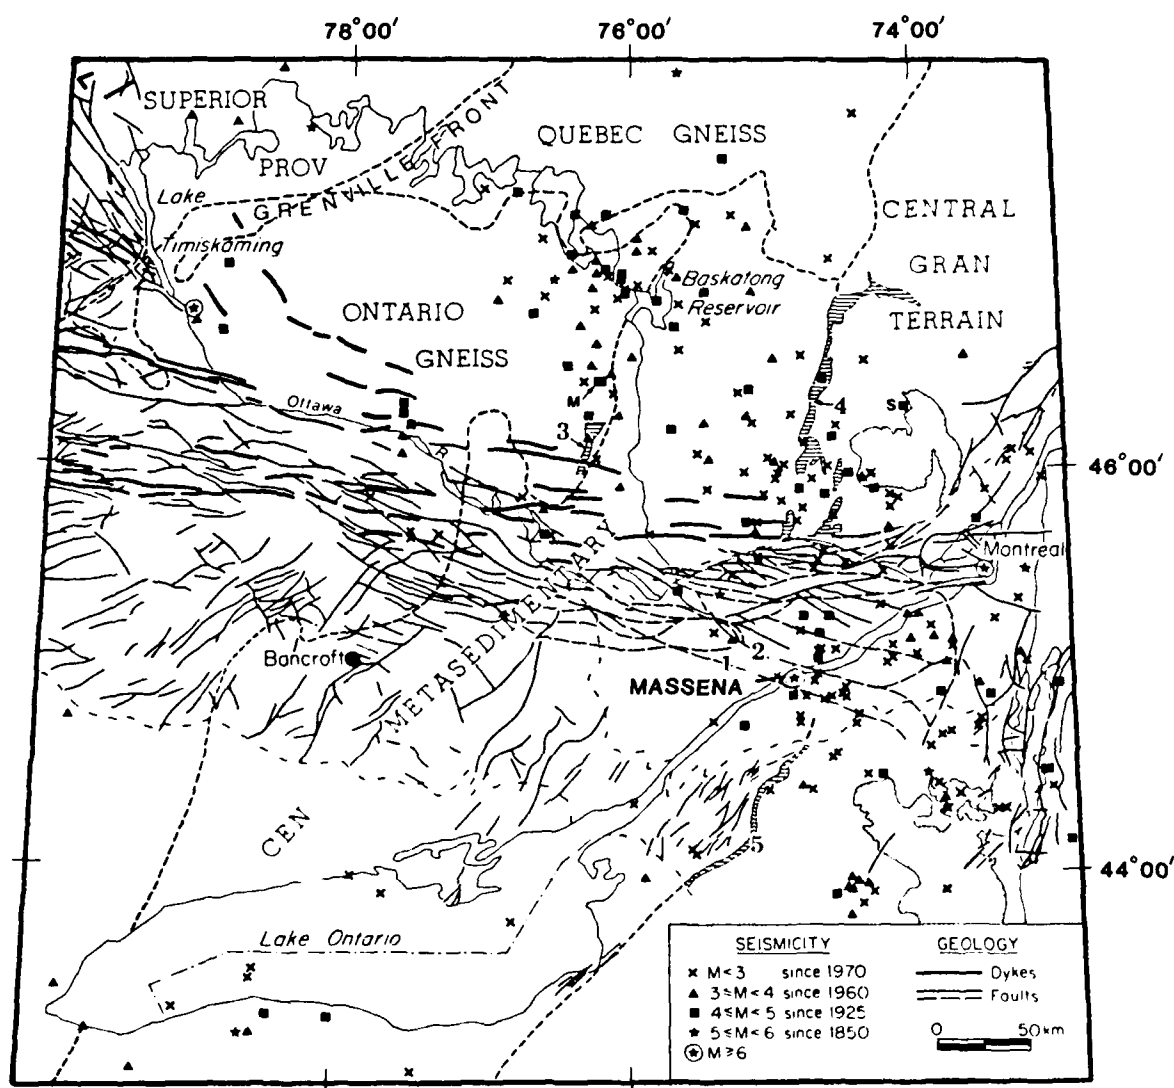 78°00′ 76°00′ 74°00′
SUPERIOR
PROV
GRENVILLE FRONT
QUEBEC GNEISS
Lake
Timiskaming
CENTRAL
GRAN
TERRAIN
Baskatong
Reservoir
ONTARIO
GNEISS
Ottawa
R
R
R
M
S
3
4
46°00′
Montreal
Bancroft
METASEDIMENTARY
CEN
1
2
MASSENA
5
44°00′
Lake Ontario
SEISMICITY GEOLOGY
M<3 since 1970 Dykes
3≤M<4 since 1960 Faults
4≤M<5 since 1925
5≤M<6 since 1850
M≥6
0 50 km